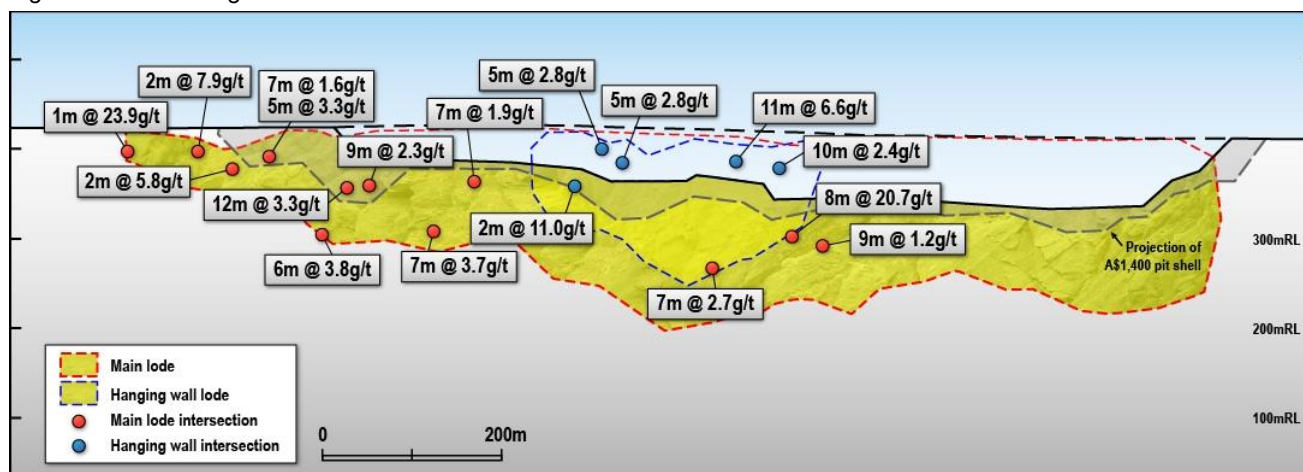 2m @ 7.9g/t
7m @ 1.6g/t
5m @ 3.3g/t
5m @ 2.8g/t
1m @ 23.9g/t
7m @ 1.9g/t
5m @ 2.8g/t
11m @ 6.6g/t
9m @ 2.3g/t
10m @ 2.4g/t
2m @ 5.8g/t
12m @ 3.3g/t
8m @ 20.7g/t
2m @ 11.0g/t
9m @ 1.2g/t
6m @ 3.8g/t
7m @ 3.7g/t
Projection of
A$1,400 pit shell
300mRL
7m @ 2.7g/t
200mRL
Main lode
Hanging wall lode
Main lode intersection
Hanging wall intersection
0 200m
100mRL